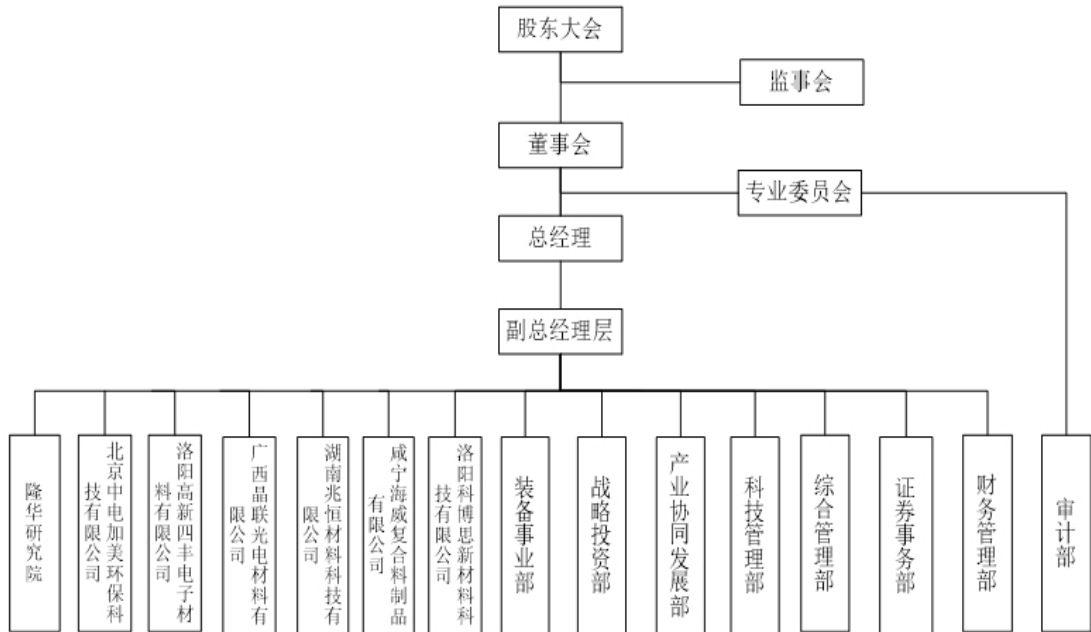 股东大会
监事会
董事会
专业委员会
总经理
副总经理层
隆华研究院
北京中电加美环保科
技有限公司
洛阳高新四丰电子材
料有限公司
广西晶联光电材料有
限公司
湖南兆恒材料科技有
限公司
咸宁海威复合料制品
有限公司
洛阳科博思新材料科
技有限公司
装备事业部
战略投资部
产业协同发展部
科技管理部
综合管理部
证券事务部
财务管理部
审计部